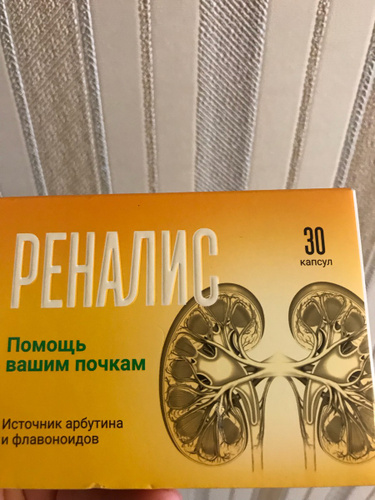 РЕНАЛИС
30
капсул
Помощь
вашим почкам
Источник арбутина
и флавоноидов